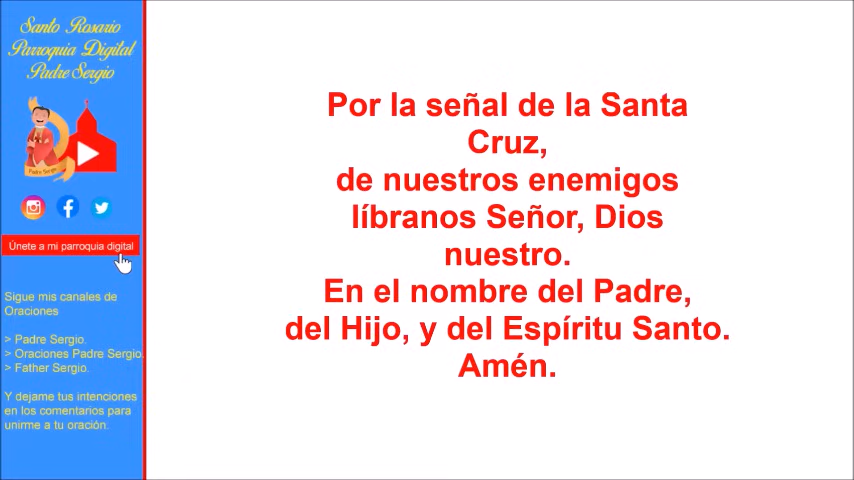 Santo Rosario
Parroquia Digital
Padre Sergio
Padre Sergio
Únete a mi parroquia digital
Sigue mis canales de
Oraciones
> Padre Sergio.
> Oraciones Padre Sergio.
> Father Sergio.
Y dejame tus intenciones
en los comentarios para
unirme a tu oración.
Por la señal de la Santa
Cruz,
de nuestros enemigos
líbranos Señor, Dios
nuestro.
En el nombre del Padre,
del Hijo, y del Espíritu Santo.
Amén.